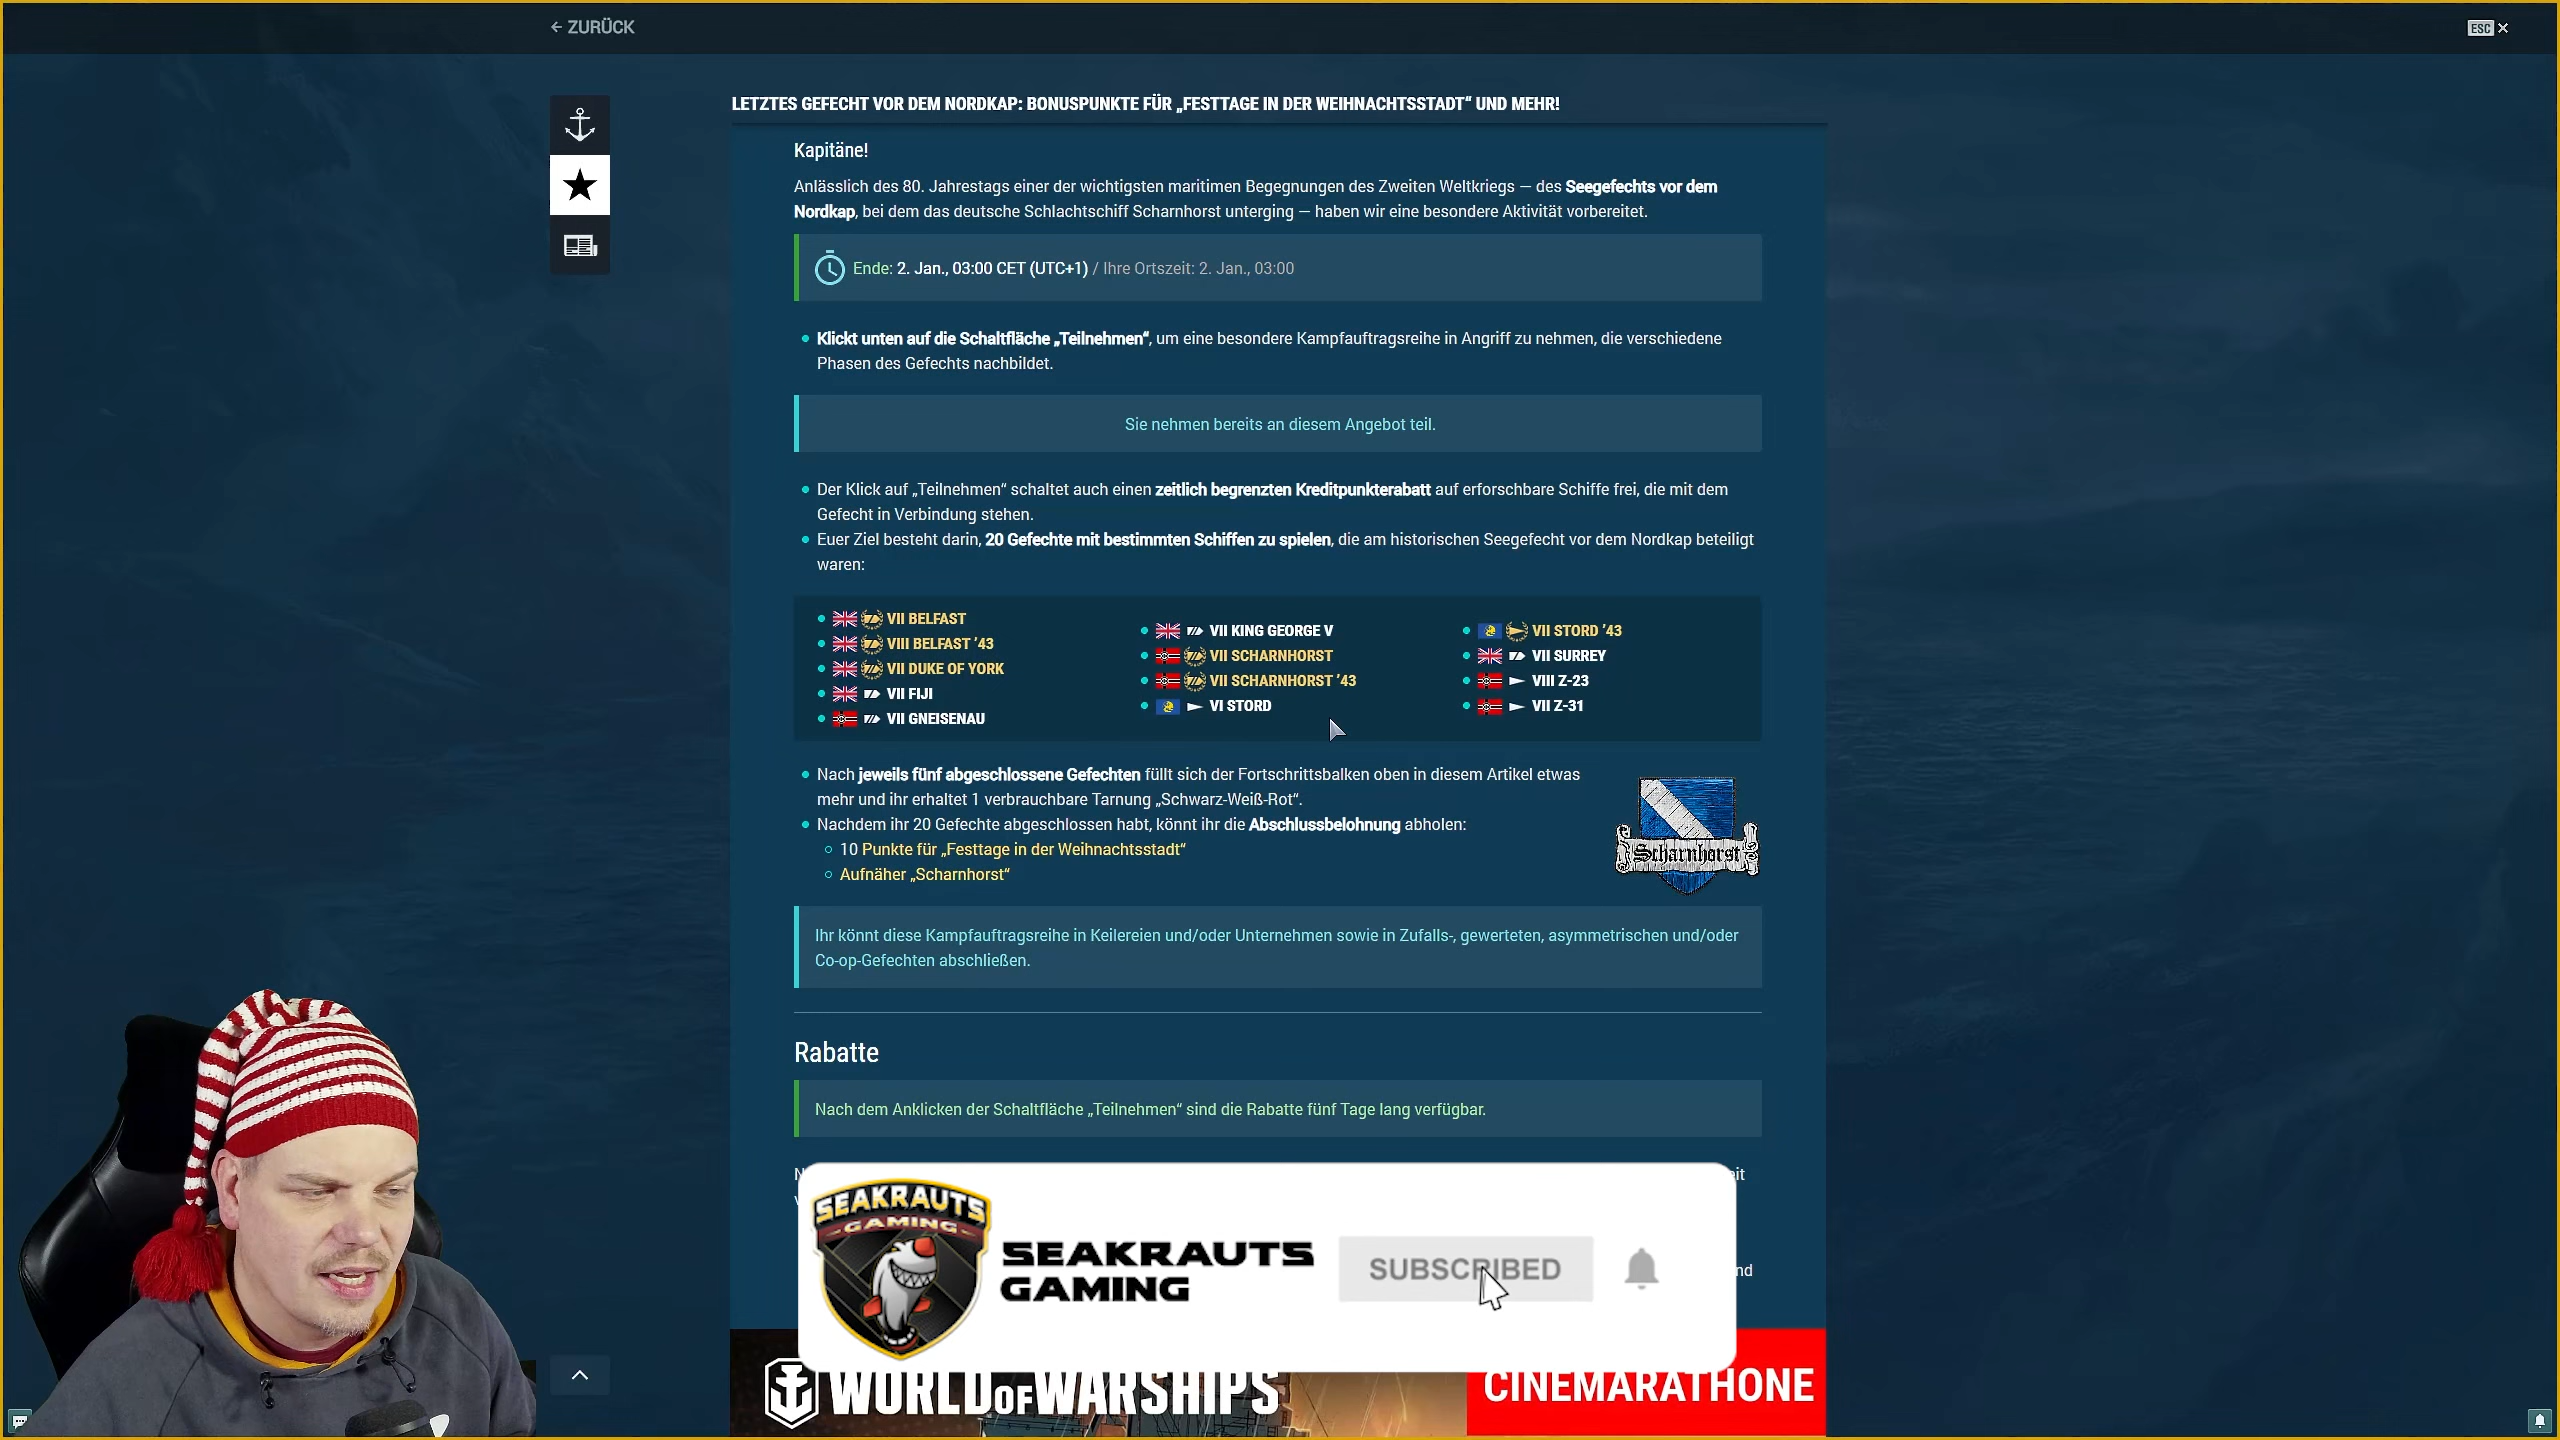 ← ZURÜCK
ESC ×
LETZTES GEFECHT VOR DEM NORDKAP: BONUSPUNKTE FÜR „FESTTAGE IN DER WEIHNACHTSSTADT“ UND MEHR!
Kapitäne!
Anlässlich des 80. Jahrestags einer der wichtigsten maritimen Begegnungen des Zweiten Weltkriegs — des Seegefechts vor dem
Nordkap, bei dem das deutsche Schlachtschiff Scharnhorst unterging — haben wir eine besondere Aktivität vorbereitet.
Ende: 2. Jan., 03:00 CET (UTC+1) / Ihre Ortszeit: 2. Jan., 03:00
Klickt unten auf die Schaltfläche „Teilnehmen“, um eine besondere Kampfauftragsreihe in Angriff zu nehmen, die verschiedene
Phasen des Gefechts nachbildet.
Sie nehmen bereits an diesem Angebot teil.
Der Klick auf „Teilnehmen“ schaltet auch einen zeitlich begrenzten Kreditpunkterabatt auf erforschbare Schiffe frei, die mit dem
Gefecht in Verbindung stehen.
Euer Ziel besteht darin, 20 Gefechte mit bestimmten Schiffen zu spielen, die am historischen Seegefecht vor dem Nordkap beteiligt
waren:
VII BELFAST
VIII BELFAST ’43
VII DUKE OF YORK
VII FIJI
VII GNEISENAU
VII KING GEORGE V
VII SCHARNHORST
VII SCHARNHORST ’43
VI STORD
VII STORD ’43
VII SURREY
VIII Z-23
VII Z-31
Nach jeweils fünf abgeschlossene Gefechten füllt sich der Fortschrittsbalken oben in diesem Artikel etwas
mehr und ihr erhaltet 1 verbrauchbare Tarnung „Schwarz-Weiß-Rot“.
Nachdem ihr 20 Gefechte abgeschlossen habt, könnt ihr die Abschlussbelohnung abholen:
10 Punkte für „Festtage in der Weihnachtsstadt“
Aufnäher „Scharnhorst“
Scharnhorst
Ihr könnt diese Kampfauftragsreihe in Keilereien und/oder Unternehmen sowie in Zufalls-, gewerteten, asymmetrischen und/oder
Co-op-Gefechten abschließen.
Rabatte
Nach dem Anklicken der Schaltfläche „Teilnehmen“ sind die Rabatte fünf Tage lang verfügbar.
SEAKRAUTS
GAMING
SEAKRAUTS
GAMING
SUBSCRIBED
WORLD OF WARSHIPS
CINEMARATHONE